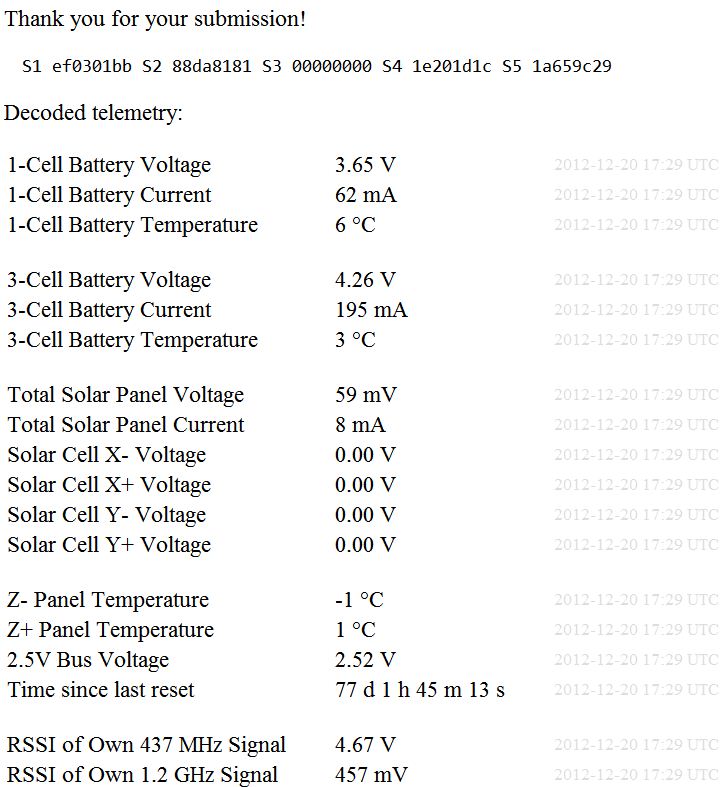 Thank you for your submission!
S1 ef0301bb S2 88da8181 S3 00000000 S4 1e201d1c S5 1a659c29
Decoded telemetry:
1-Cell Battery Voltage 3.65 V 2012-12-20 17:29 UTC
1-Cell Battery Current 62 mA 2012-12-20 17:29 UTC
1-Cell Battery Temperature 6 °C 2012-12-20 17:29 UTC
3-Cell Battery Voltage 4.26 V 2012-12-20 17:29 UTC
3-Cell Battery Current 195 mA 2012-12-20 17:29 UTC
3-Cell Battery Temperature 3 °C 2012-12-20 17:29 UTC
Total Solar Panel Voltage 59 mV 2012-12-20 17:29 UTC
Total Solar Panel Current 8 mA 2012-12-20 17:29 UTC
Solar Cell X- Voltage 0.00 V 2012-12-20 17:29 UTC
Solar Cell X+ Voltage 0.00 V 2012-12-20 17:29 UTC
Solar Cell Y- Voltage 0.00 V 2012-12-20 17:29 UTC
Solar Cell Y+ Voltage 0.00 V 2012-12-20 17:29 UTC
Z- Panel Temperature -1 °C 2012-12-20 17:29 UTC
Z+ Panel Temperature 1 °C 2012-12-20 17:29 UTC
2.5V Bus Voltage 2.52 V 2012-12-20 17:29 UTC
Time since last reset 77 d 1 h 45 m 13 s 2012-12-20 17:29 UTC
RSSI of Own 437 MHz Signal 4.67 V 2012-12-20 17:29 UTC
RSSI of Own 1.2 GHz Signal 457 mV 2012-12-20 17:29 UTC